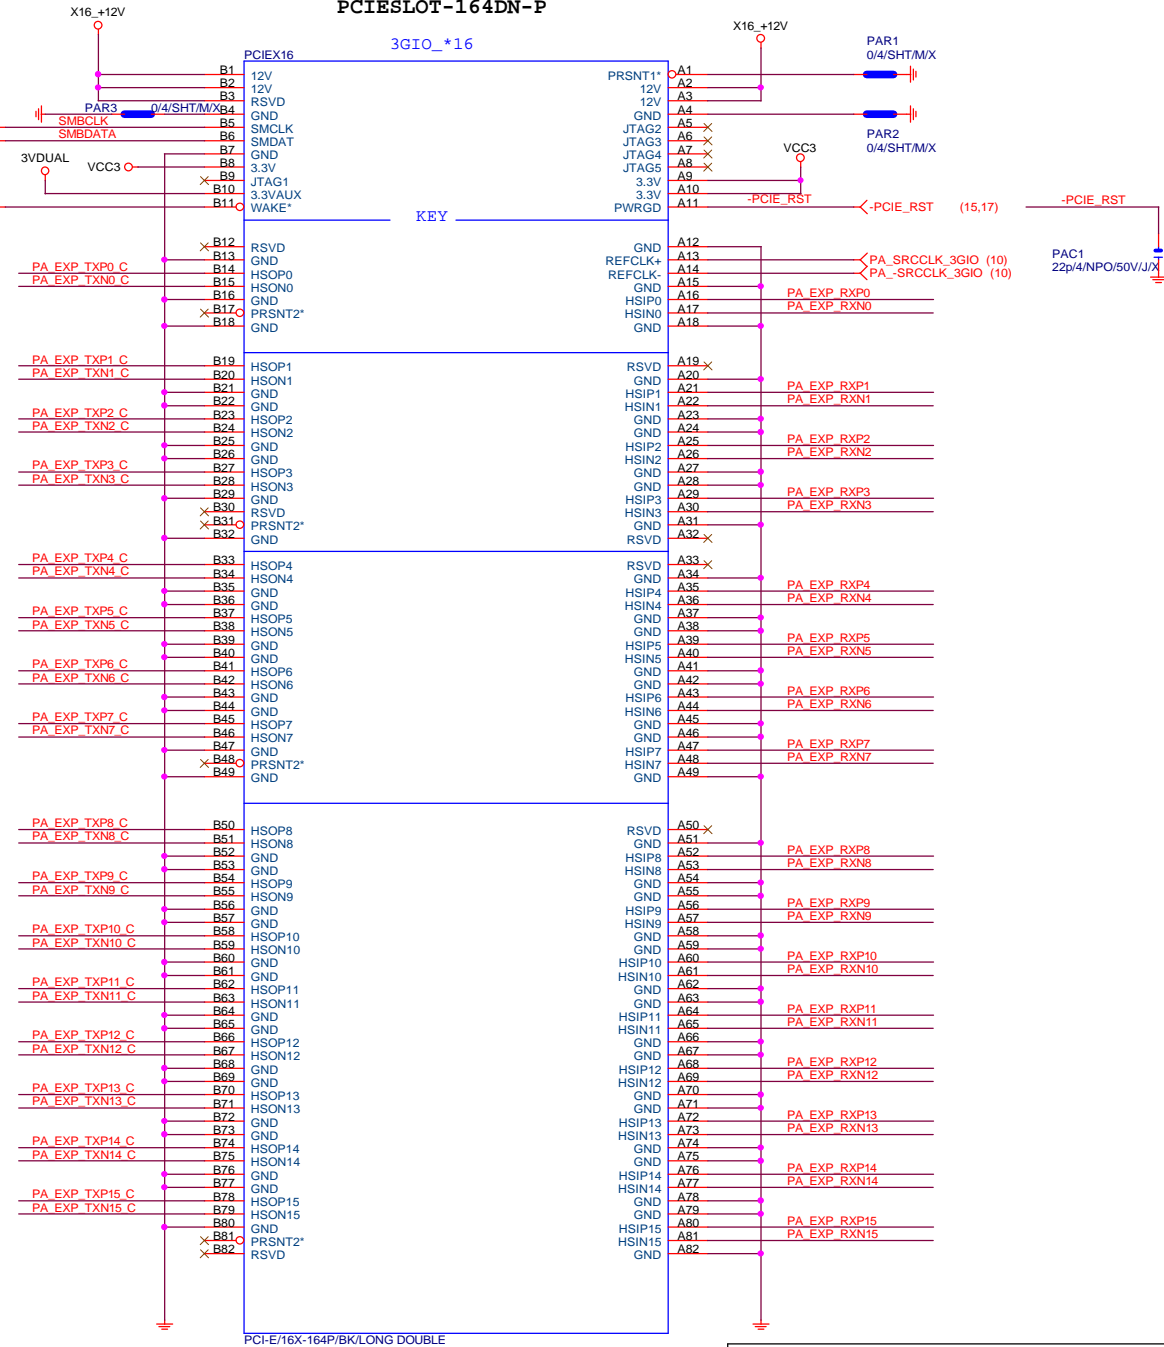 PCIESLOT-164DN-P
X16_+12V
X16_+12V
3GIO_*16
PAR1
0/4/SHT/M/X
PCIEX16
B1 12V PRSNT1* A1
B2 12V 12V A2
B3 RSVD 12V A3
PAR3 0/4/SHT/M/X B4 GND GND A4
SMBCLK B5 SMCLK JTAG2 A5
PAR2
0/4/SHT/M/X
SMBDATA B6 SMDAT JTAG3 A6
B7 GND JTAG4 A7
3VDUAL VCC3 B8 3.3V JTAG5 A8 VCC3
B9 JTAG1 3.3V A9
B10 3.3VAUX 3.3V A10
B11 WAKE* PWRGD A11 -PCIE_RST -PCIE_RST (15,17) -PCIE_RST
KEY
B12 RSVD GND A12
B13 GND REFCLK+ A13 PA_SRCCLK_3GIO (10)
PAC1
22p/4/NPO/50V/J/X
PA_EXP_TXP0_C B14 HSOP0 REFCLK- A14 PA_-SRCCLK_3GIO (10)
PA_EXP_TXN0_C B15 HSON0 GND A15
B16 GND HSIP0 A16 PA_EXP_RXP0
B17 PRSNT2* HSIN0 A17 PA_EXP_RXN0
B18 GND GND A18
PA_EXP_TXP1_C B19 HSOP1 RSVD A19
PA_EXP_TXN1_C B20 HSON1 GND A20
B21 GND HSIP1 A21 PA_EXP_RXP1
B22 GND HSIN1 A22 PA_EXP_RXN1
PA_EXP_TXP2_C B23 HSOP2 GND A23
PA_EXP_TXN2_C B24 HSON2 GND A24
B25 GND HSIP2 A25 PA_EXP_RXP2
B26 GND HSIN2 A26 PA_EXP_RXN2
PA_EXP_TXP3_C B27 HSOP3 GND A27
PA_EXP_TXN3_C B28 HSON3 GND A28
B29 GND HSIP3 A29 PA_EXP_RXP3
B30 RSVD HSIN3 A30 PA_EXP_RXN3
B31 PRSNT2* GND A31
B32 GND RSVD A32
PA_EXP_TXP4_C B33 HSOP4 RSVD A33
PA_EXP_TXN4_C B34 HSON4 GND A34
B35 GND HSIP4 A35 PA_EXP_RXP4
B36 GND HSIN4 A36 PA_EXP_RXN4
PA_EXP_TXP5_C B37 HSOP5 GND A37
PA_EXP_TXN5_C B38 HSON5 GND A38
B39 GND HSIP5 A39 PA_EXP_RXP5
B40 GND HSIN5 A40 PA_EXP_RXN5
PA_EXP_TXP6_C B41 HSOP6 GND A41
PA_EXP_TXN6_C B42 HSON6 GND A42
B43 GND HSIP6 A43 PA_EXP_RXP6
B44 GND HSIN6 A44 PA_EXP_RXN6
PA_EXP_TXP7_C B45 HSOP7 GND A45
PA_EXP_TXN7_C B46 HSON7 GND A46
B47 GND HSIP7 A47 PA_EXP_RXP7
B48 PRSNT2* HSIN7 A48 PA_EXP_RXN7
B49 GND GND A49
PA_EXP_TXP8_C B50 HSOP8 RSVD A50
PA_EXP_TXN8_C B51 HSON8 GND A51
B52 GND HSIP8 A52 PA_EXP_RXP8
B53 GND HSIN8 A53 PA_EXP_RXN8
PA_EXP_TXP9_C B54 HSOP9 GND A54
PA_EXP_TXN9_C B55 HSON9 GND A55
B56 GND HSIP9 A56 PA_EXP_RXP9
B57 GND HSIN9 A57 PA_EXP_RXN9
PA_EXP_TXP10_C B58 HSOP10 GND A58
PA_EXP_TXN10_C B59 HSON10 GND A59
B60 GND HSIP10 A60 PA_EXP_RXP10
B61 GND HSIN10 A61 PA_EXP_RXN10
PA_EXP_TXP11_C B62 HSOP11 GND A62
PA_EXP_TXN11_C B63 HSON11 GND A63
B64 GND HSIP11 A64 PA_EXP_RXP11
B65 GND HSIN11 A65 PA_EXP_RXN11
PA_EXP_TXP12_C B66 HSOP12 GND A66
PA_EXP_TXN12_C B67 HSON12 GND A67
B68 GND HSIP12 A68 PA_EXP_RXP12
B69 GND HSIN12 A69 PA_EXP_RXN12
PA_EXP_TXP13_C B70 HSOP13 GND A70
PA_EXP_TXN13_C B71 HSON13 GND A71
B72 GND HSIP13 A72 PA_EXP_RXP13
B73 GND HSIN13 A73 PA_EXP_RXN13
PA_EXP_TXP14_C B74 HSOP14 GND A74
PA_EXP_TXN14_C B75 HSON14 GND A75
B76 GND HSIP14 A76 PA_EXP_RXP14
B77 GND HSIN14 A77 PA_EXP_RXN14
PA_EXP_TXP15_C B78 HSOP15 GND A78
PA_EXP_TXN15_C B79 HSON15 GND A79
B80 GND HSIP15 A80 PA_EXP_RXP15
B81 PRSNT2* HSIN15 A81 PA_EXP_RXN15
B82 RSVD GND A82
PCI-E/16X-164P/BK/LONG DOUBLE